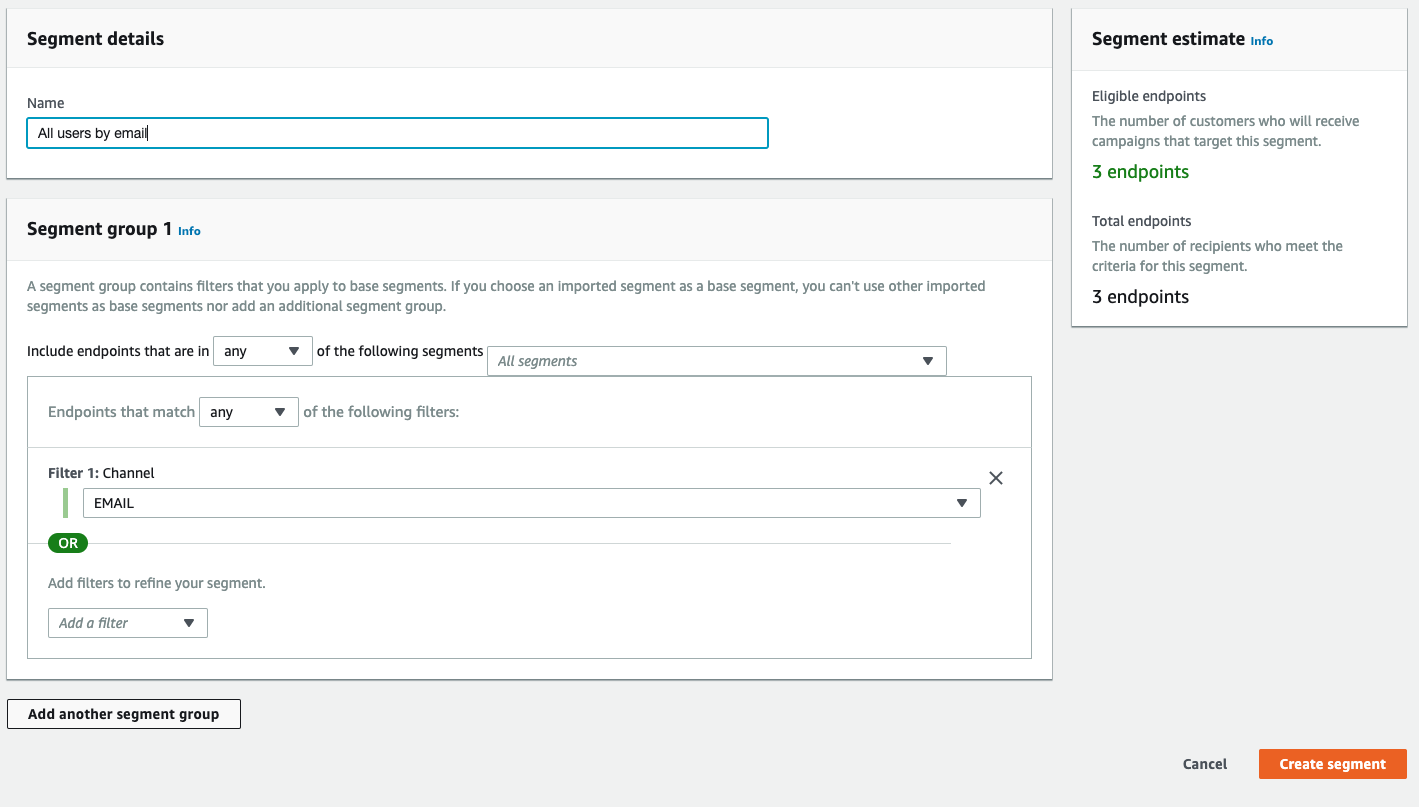 Segment details
Name
All users by email
Segment group 1 Info
A segment group contains filters that you apply to base segments. If you choose an imported segment as a base segment, you can't use other imported
segments as base segments nor add an additional segment group.
Include endpoints that are in any of the following segments All segments
Endpoints that match any of the following filters:
Filter 1: Channel
EMAIL
OR
Add filters to refine your segment.
Add a filter
Add another segment group
Segment estimate Info
Eligible endpoints
The number of customers who will receive
campaigns that target this segment.
3 endpoints
Total endpoints
The number of recipients who meet the
criteria for this segment.
3 endpoints
Cancel
Create segment